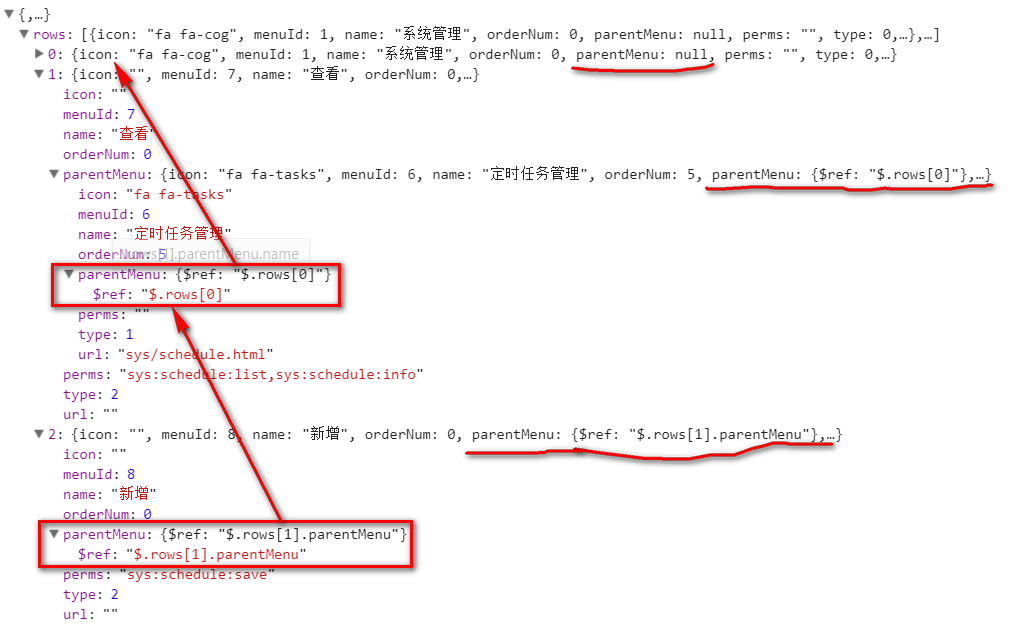 ▼{,…}
▼rows: [{icon: "fa fa-cog", menuId: 1, name: "系统管理", orderNum: 0, parentMenu: null, perms: "", type: 0,…},…]
▶0: {icon: "fa fa-cog", menuId: 1, name: "系统管理", orderNum: 0, parentMenu: null, perms: "", type: 0,…}
▼1: {icon: "", menuId: 7, name: "查看", orderNum: 0,…}
icon: ""
menuId: 7
name: "查看"
orderNum: 0
▼parentMenu: {icon: "fa fa-tasks", menuId: 6, name: "定时任务管理", orderNum: 5, parentMenu: {$ref: "$.rows[0]"},…}
icon: "fa fa-tasks"
menuId: 6
name: "定时任务管理"
orderNum: 5
▼parentMenu: {$ref: "$.rows[0]"}
$ref: "$.rows[0]"
perms: ""
type: 1
url: "sys/schedule.html"
perms: "sys:schedule:list,sys:schedule:info"
type: 2
url: ""
▼2: {icon: "", menuId: 8, name: "新增", orderNum: 0, parentMenu: {$ref: "$.rows[1].parentMenu"},…}
icon: ""
menuId: 8
name: "新增"
orderNum: 0
▼parentMenu: {$ref: "$.rows[1].parentMenu"}
$ref: "$.rows[1].parentMenu"
perms: "sys:schedule:save"
type: 2
url: ""